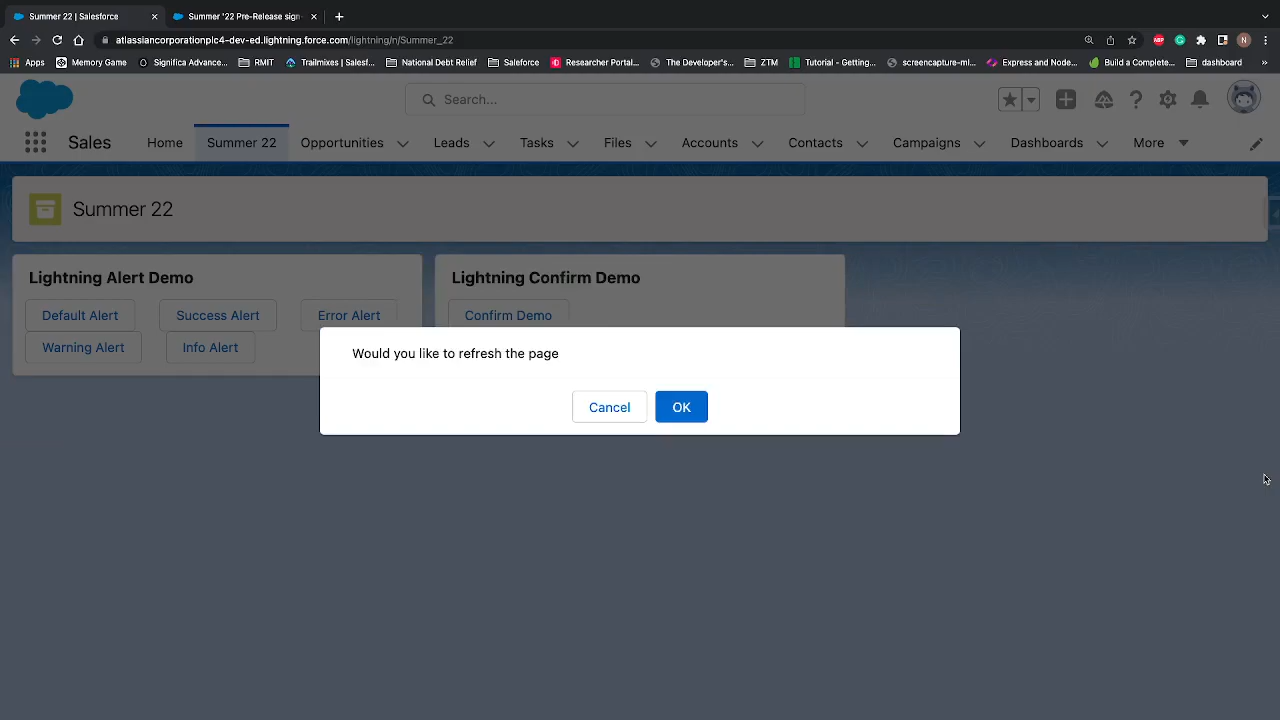 Summer 22 | Salesforce
Summer '22 Pre-Release sign
atlassiancorporationplc4-dev-ed.lightning.force.com/lightning/n/Summer_22
N
Apps
Memory Game
Significa Advance...
RMIT
Trailmixes | Salesf...
National Debt Relief
Salesforce
Researcher Portal...
The Developer's...
ZTM
Tutorial - Getting...
screencapture-ml...
Express and Node...
Build a Complete...
dashboard
Search...
Sales
Home
Summer 22
Opportunities
Leads
Tasks
Files
Accounts
Contacts
Campaigns
Dashboards
More
Summer 22
Lightning Alert Demo
Default Alert
Success Alert
Error Alert
Warning Alert
Info Alert
Lightning Confirm Demo
Confirm Demo
Would you like to refresh the page
Cancel
OK